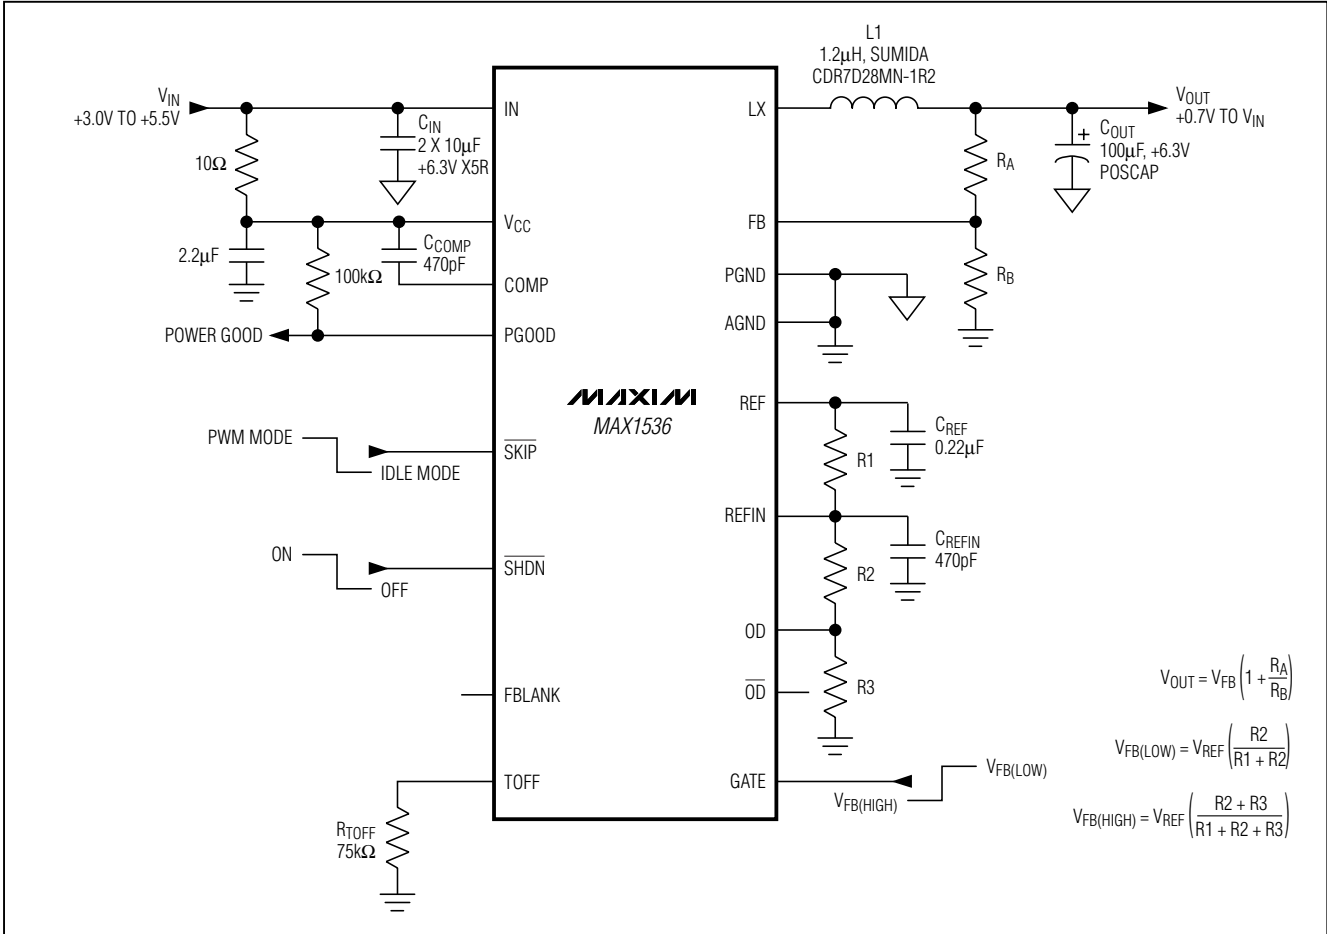 L1
1.2μH, SUMIDA
CDR7D28MN-1R2
VIN
+3.0V TO +5.5V
IN
LX
VOUT
+0.7V TO VIN
CIN
2 X 10μF
+6.3V X5R
COUT
100μF, +6.3V
POSCAP
+
10Ω
RA
VCC
FB
2.2μF
100kΩ
CCOMP
470pF
COMP
PGND
RB
POWER GOOD
PGOOD
AGND
MAXIM
MAX1536
REF
CREF
0.22μF
R1
PWM MODE
IDLE MODE
SKIP
REFIN
CREFIN
470pF
ON
OFF
SHDN
R2
OD
FBLANK
OD
R3
TOFF
GATE
VFB(LOW)
VFB(HIGH)
RTOFF
75kΩ
VOUT = VFB (1 + RA/RB)
VFB(LOW) = VREF (R2/R1 + R2)
VFB(HIGH) = VREF (R2 + R3/R1 + R2 + R3)